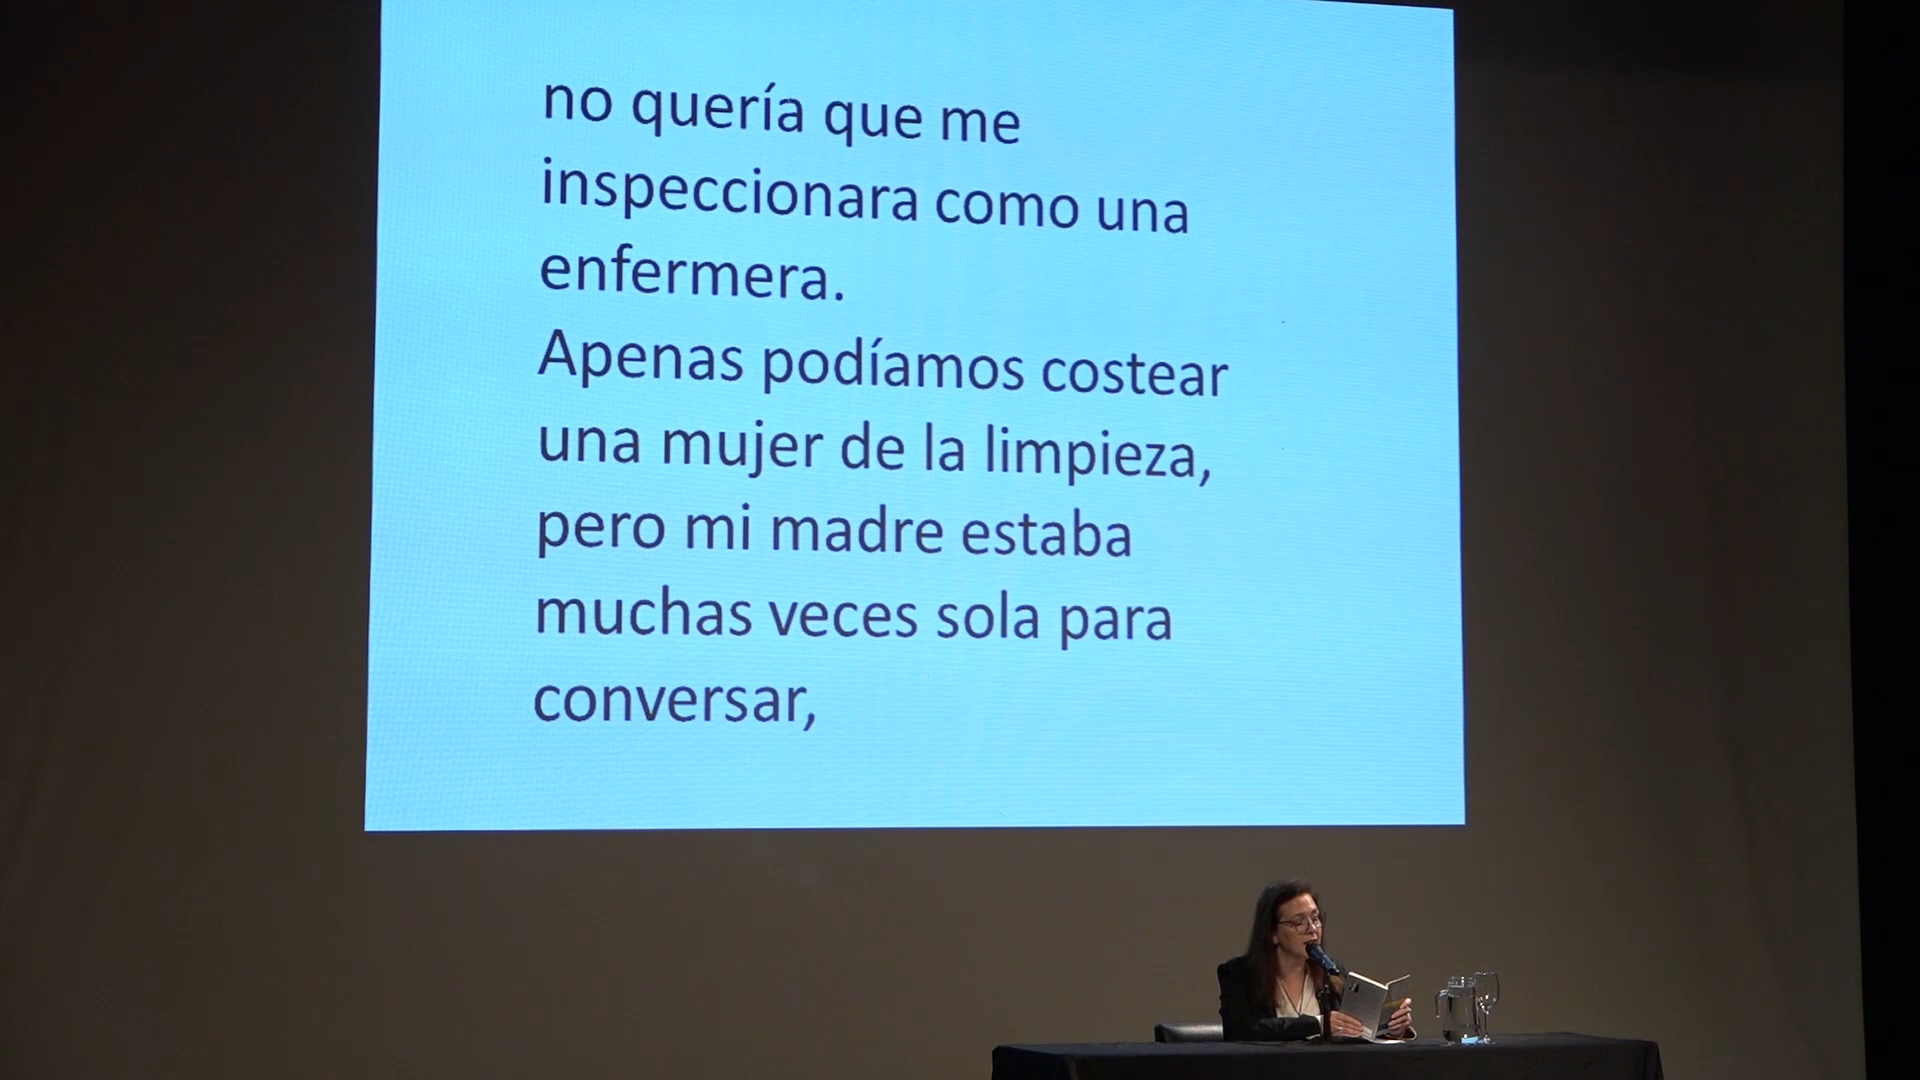 no quería que me
inspeccionara como una
enfermera.
Apenas podíamos costear
una mujer de la limpieza,
pero mi madre estaba
muchas veces sola para
conversar,